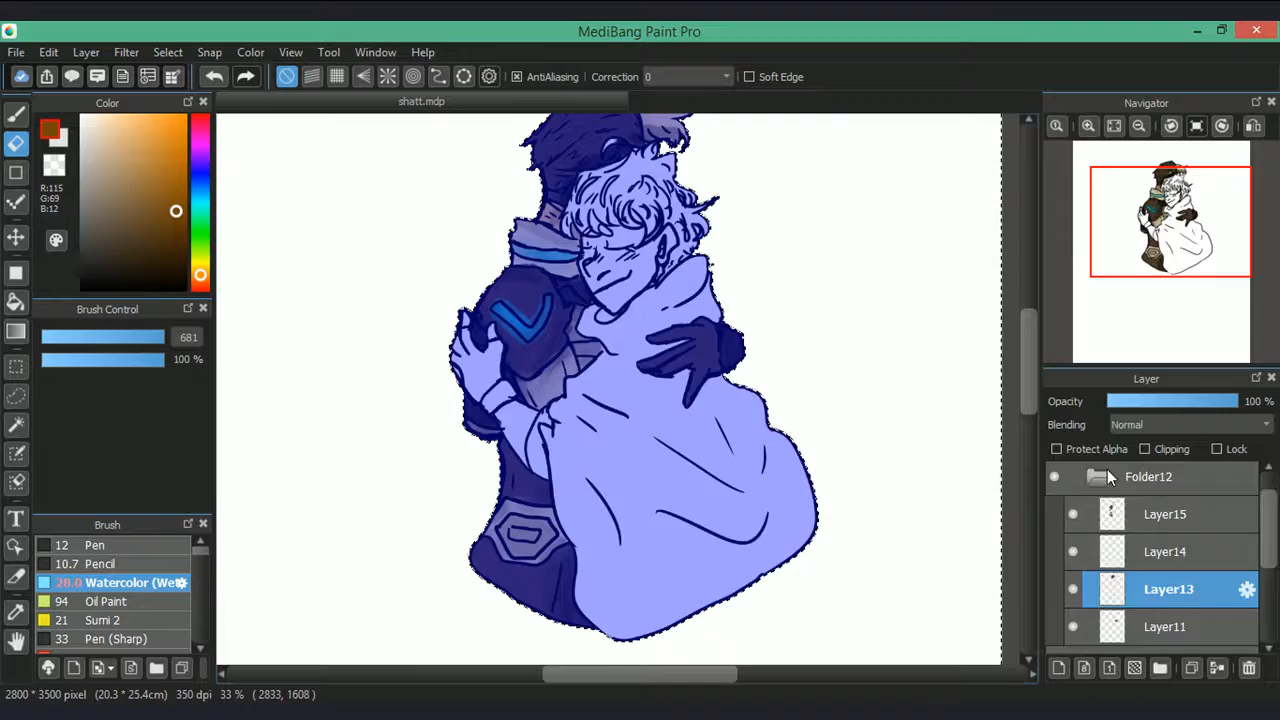 MediBang Paint Pro
File Edit Layer Filter Select Snap Color View Tool Window Help
AntiAliasing Correction 0 Soft Edge
Color
shatt.mdp
Navigator
R:115
G:69
B:12
Brush Control
681
100 %
Layer
Opacity 100 %
Blending Normal
Protect Alpha Clipping Lock
Folder12
Layer15
Layer14
Layer13
Layer11
Brush
12 Pen
10.7 Pencil
28.0 Watercolor (We
94 Oil Paint
21 Sumi 2
33 Pen (Sharp)
2800 * 3500 pixel (20.3 * 25.4cm) 350 dpi 33 % ( 2833, 1608 )